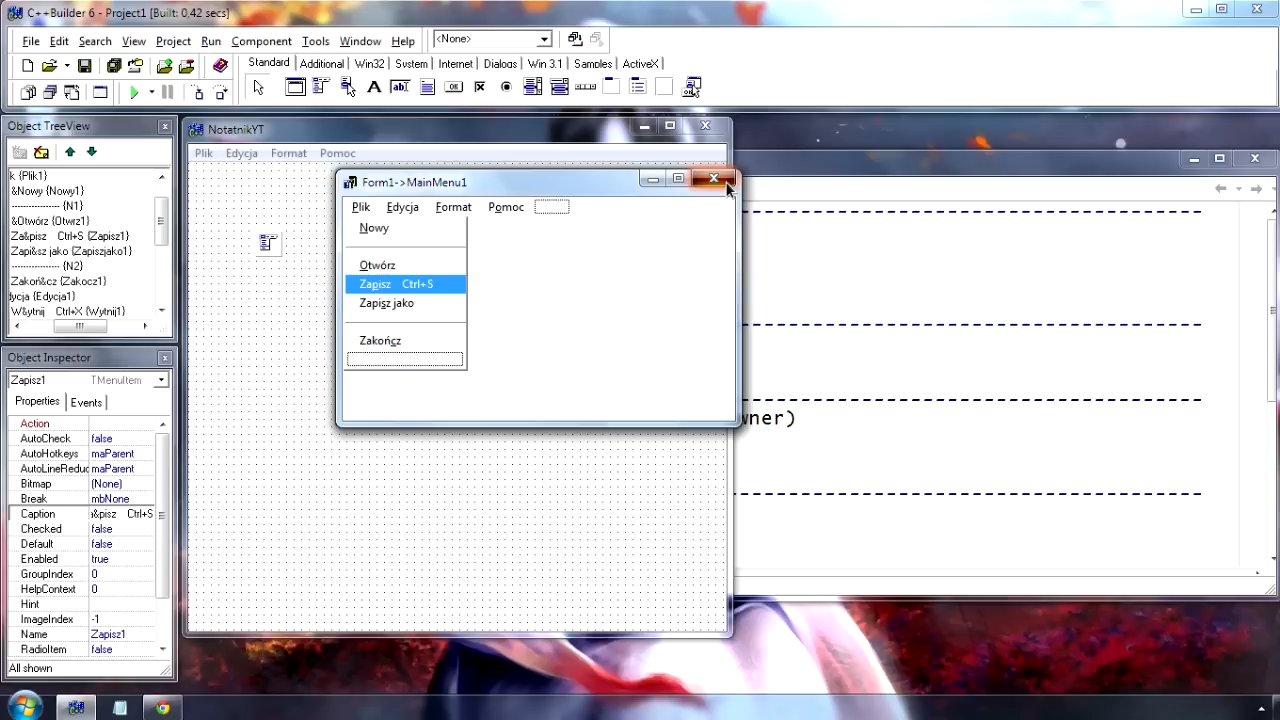 C++Builder 6 - Project1 [Built: 0,42 secs]
File Edit Search View Project Run Component Tools Window Help <None>
Standard Additional Win32 System Internet Dialogs Win 3.1 Samples ActiveX
Object TreeView
NotatnikYT
Plik Edycja Format Pomoc
{Plik1}
&Nowy {Nowy1}
-------------- {N1}
&Otwórz {Otwrz1}
Za&pisz Ctrl+S {Zapisz1}
Zapi&sz jako {Zapiszjako1}
-------------- {N2}
Zakoń&cz {Zakocz1}
dycja {Edycja1}
W&ytnij Ctrl+X {Wytnij1}
Form1->MainMenu1
Plik Edycja Format Pomoc
Nowy
Otwórz
Zapisz Ctrl+S
Zapisz jako
Zakończ
wner)
Object Inspector
Zapisz1 TMenuItem
Properties Events
Action
AutoCheck false
AutoHotkeys maParent
AutoLineReduc maParent
Bitmap (None)
Break mbNone
Caption &pisz Ctrl+S
Checked false
Default false
Enabled true
GroupIndex 0
HelpContext 0
Hint
ImageIndex -1
Name Zapisz1
RadioItem false
All shown